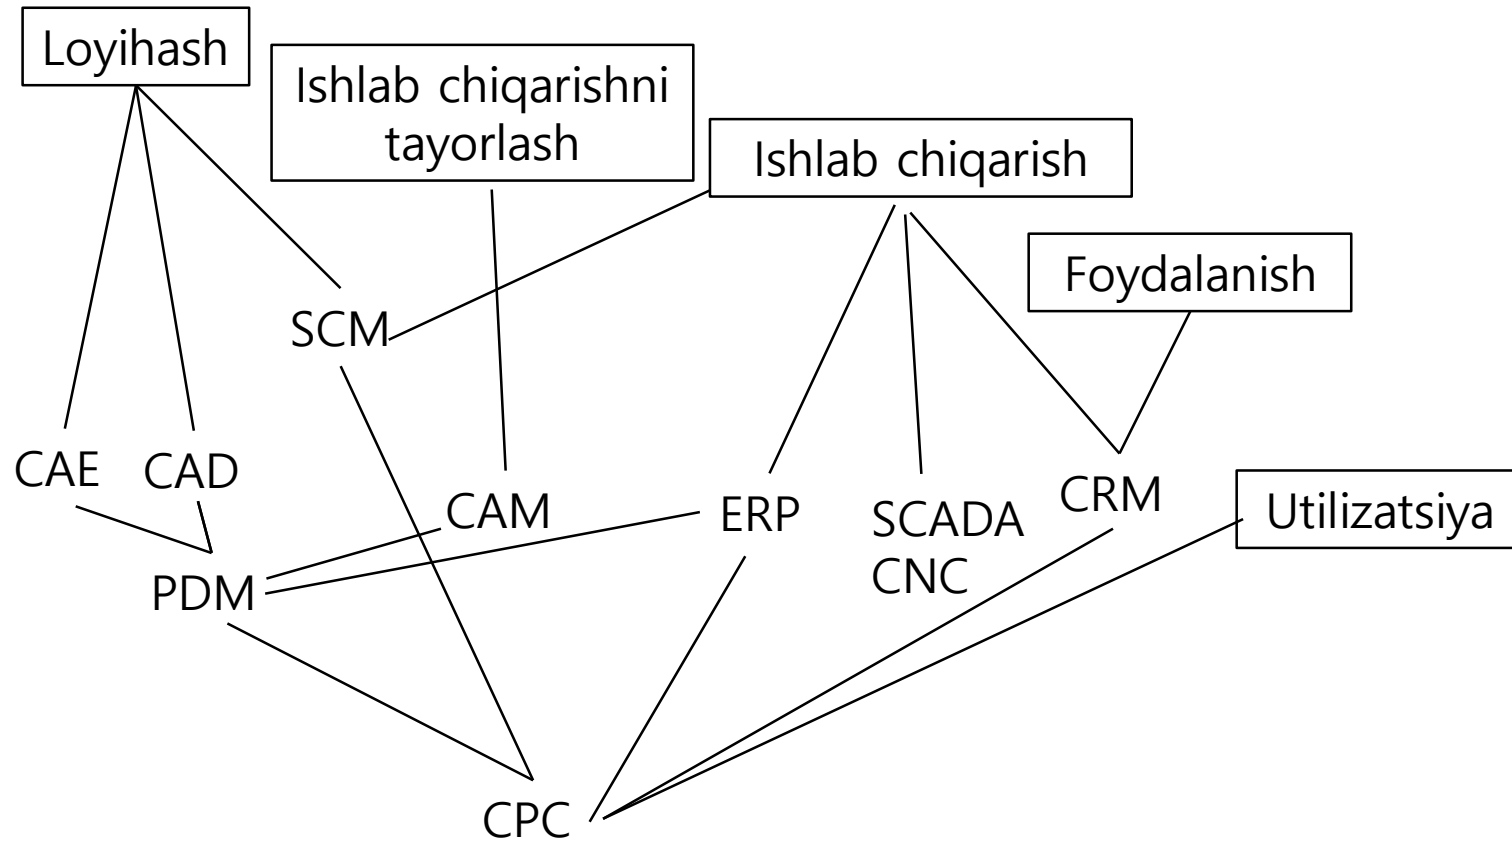 Loyihash
Ishlab chiqarishni
tayorlash
Ishlab chiqarish
Foydalanish
SCM
CAE
CAD
CAM
ERP
SCADA
CNC
CRM
Utilizatsiya
PDM
CPC